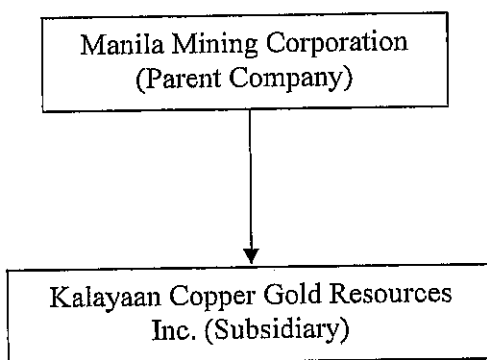 Manila Mining Corporation
(Parent Company)
Kalayaan Copper Gold Resources
Inc. (Subsidiary)